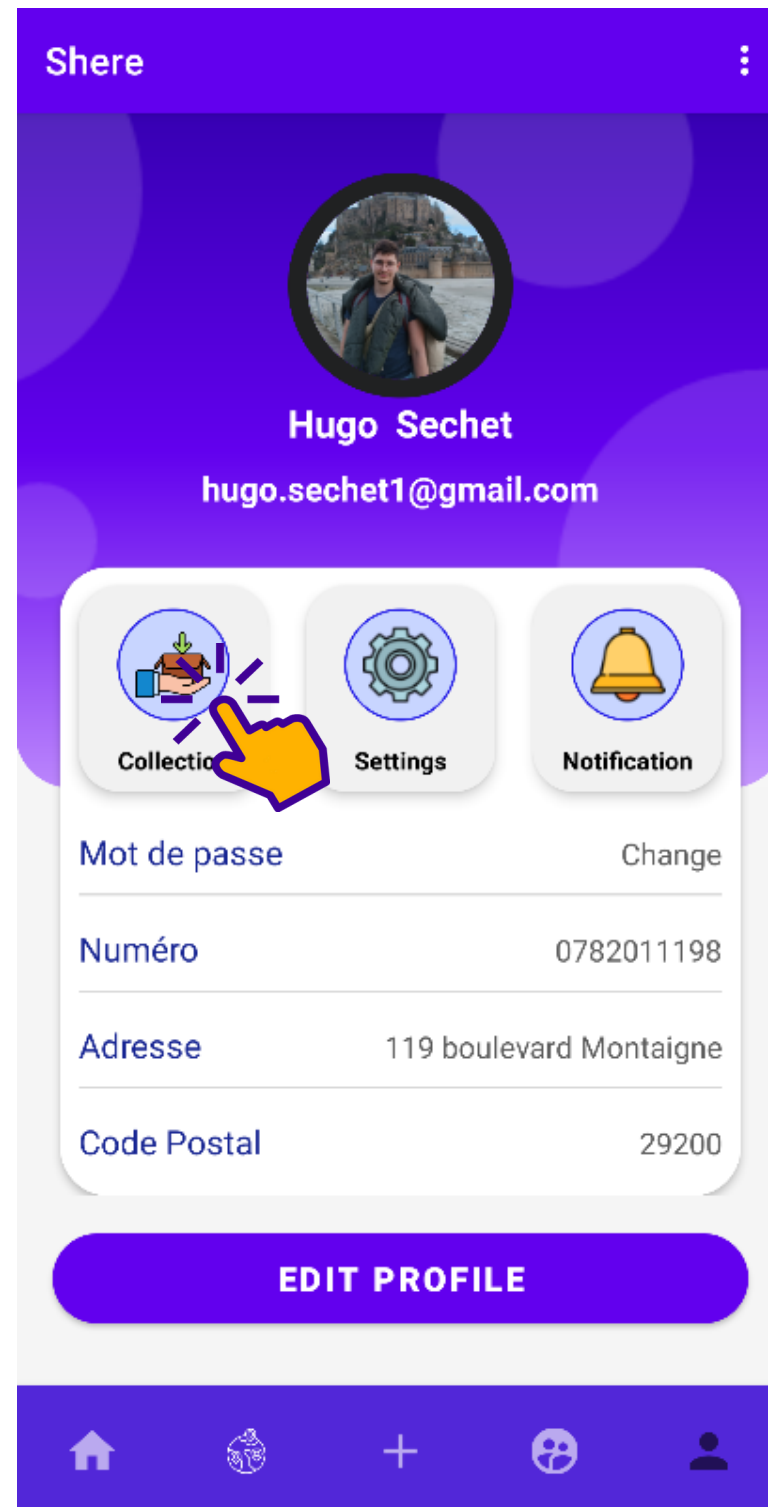 Shere
Hugo Sechet
hugo.sechet1@gmail.com
Collectio
Settings
Notification
Mot de passe
Change
Numéro
0782011198
Adresse
119 boulevard Montaigne
Code Postal
29200
EDIT PROFILE